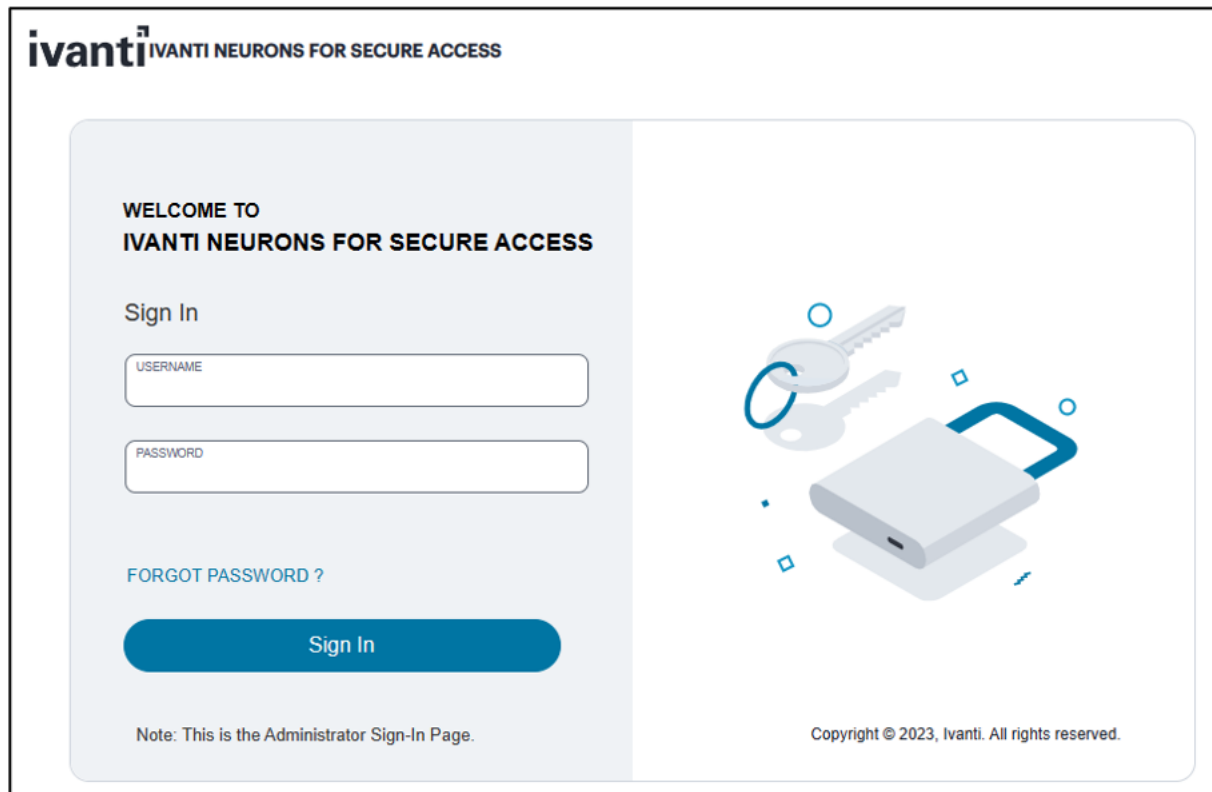 ivanti IVANTI NEURONS FOR SECURE ACCESS
WELCOME TO
IVANTI NEURONS FOR SECURE ACCESS
Sign In
USERNAME
PASSWORD
FORGOT PASSWORD ?
Sign In
Note: This is the Administrator Sign-In Page.
Copyright © 2023, Ivanti. All rights reserved.